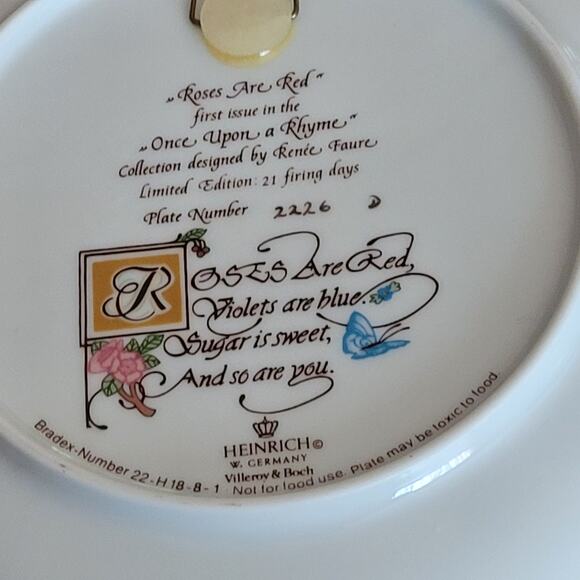 „Roses Are Red“
first issue in the
„Once Upon a Rhyme“
Collection designed by Renée Faure
Limited Edition: 21 firing days
Plate Number 2226 D
ROSES Are Red,
Violets are blue.
Sugar is sweet,
And so are you.
HEINRICH©
W. GERMANY
Villeroy & Boch
Bradex-Number 22-H18-8-1 Not for food use. Plate may be toxic to food.